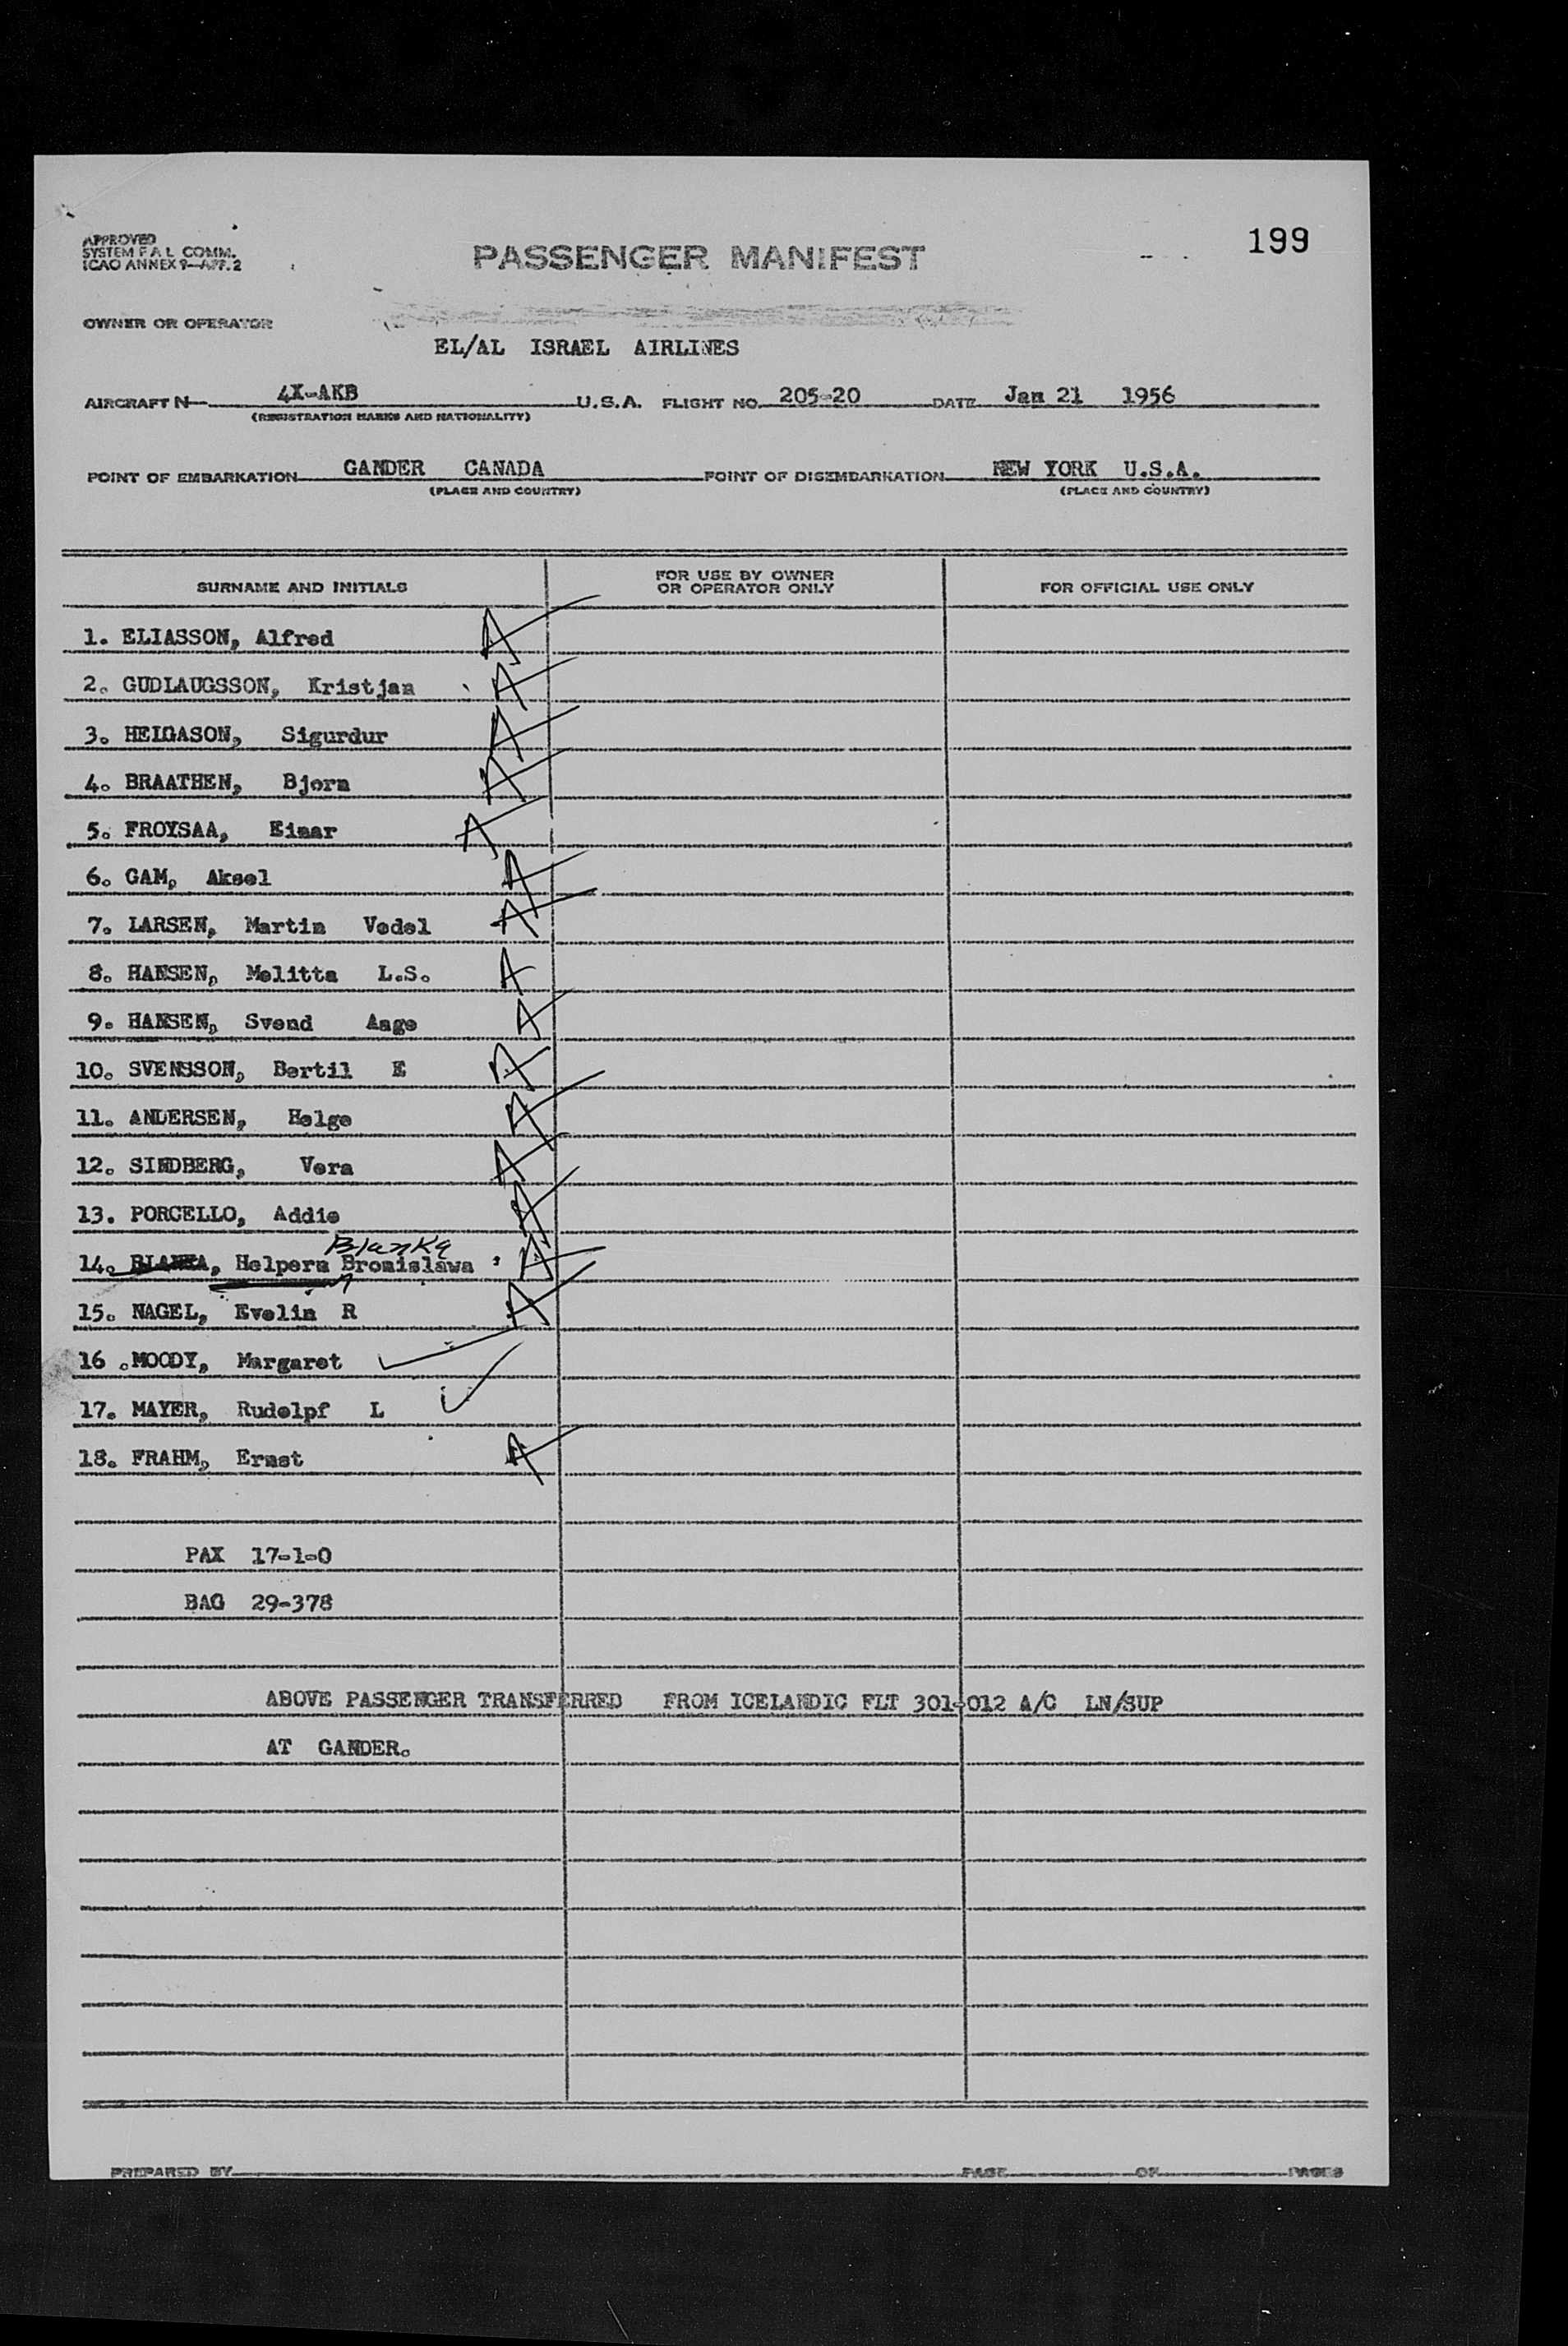 199
APPROVED
SYSTEM F A L COMM.
ICAO ANNEX 9—APP. 2
PASSENGER MANIFEST
OWNER OR OPERATOR
EL/AL ISRAEL AIRLINES
AIRCRAFT N— 4X-AKB U.S.A. FLIGHT NO. 205-20 DATE Jan 21 1956
(REGISTRATION MARKS AND NATIONALITY)
POINT OF EMBARKATION GANDER CANADA POINT OF DISEMBARKATION NEW YORK U.S.A.
(PLACE AND COUNTRY) (PLACE AND COUNTRY)
SURNAME AND INITIALS FOR USE BY OWNER OR OPERATOR ONLY FOR OFFICIAL USE ONLY
1. ELIASSON, Alfred A
2. GUDLAUGSSON, Kristjan A
3. HELGASON, Sigurdur A
4. BRAATHEN, Bjorn A
5. FROYSAA, Einar A
6. GAM, Aksel A
7. LARSEN, Martin Vedel A
8. HANSEN, Melitta L.S. A
9. HANSEN, Svend Aage A
10. SVENSSON, Bertil E A
11. ANDERSEN, Helge A
12. SINDBERG, Vera A
13. PORCELLO, Addie A
Blanka
14. BLANKA, Helpern Bronislawa A
15. NAGEL, Evelin R A
16 .MOODY, Margaret ✓
17. MAYER, Rudolpf L ✓
18. FRAHM, Ernst A
PAX 17-1-0
BAG 29-378
ABOVE PASSENGER TRANSFERRED FROM ICELANDIC FLT 301-012 A/C LN/SUP
AT GANDER.
PREPARED BY PAGE OF PAGES